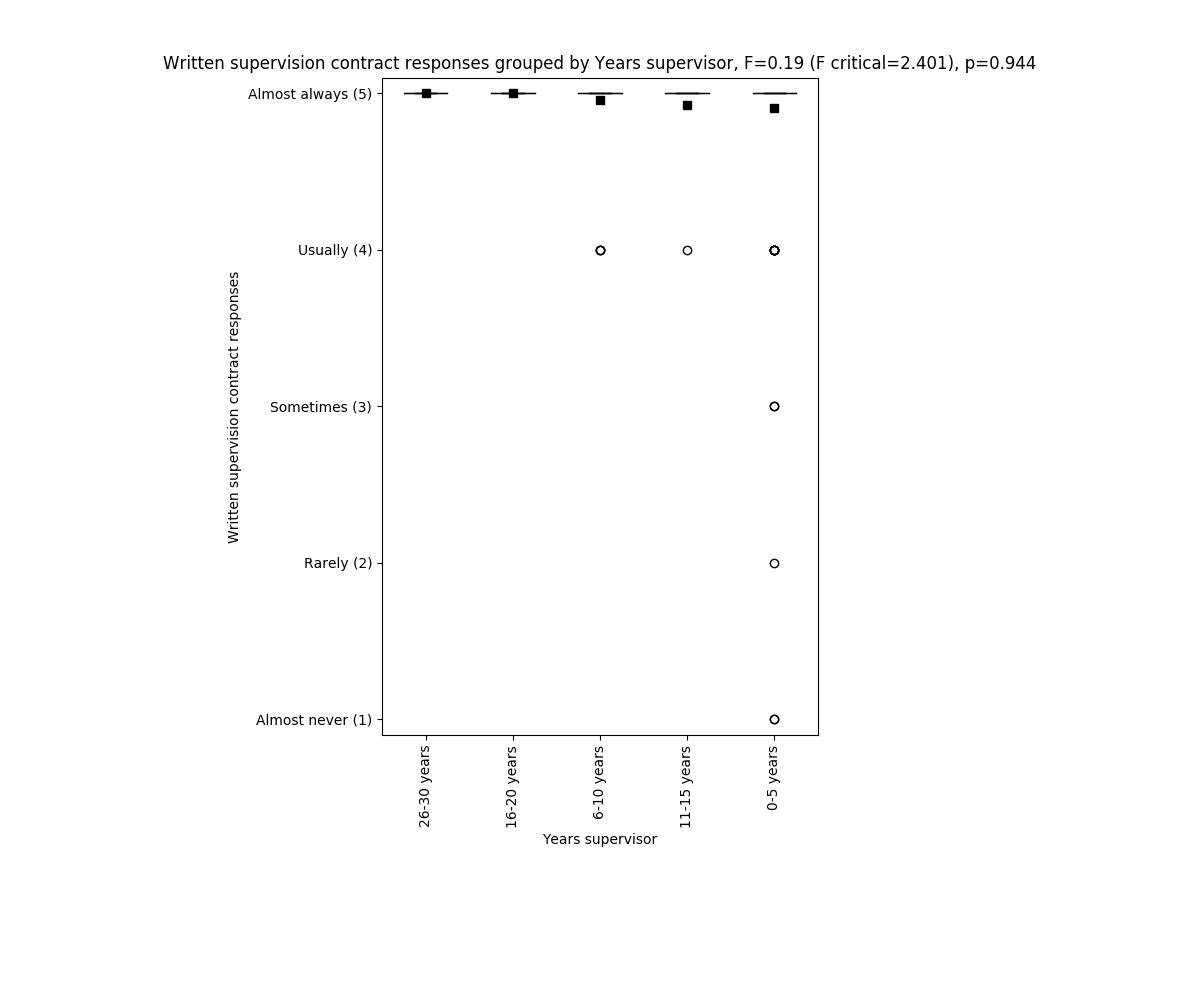 Written supervision contract responses grouped by Years supervisor, F=0.19 (F critical=2.401), p=0.944
Almost always (5)
Usually (4)
Sometimes (3)
Rarely (2)
Almost never (1)
Written supervision contract responses
26-30 years
16-20 years
6-10 years
11-15 years
0-5 years
Years supervisor